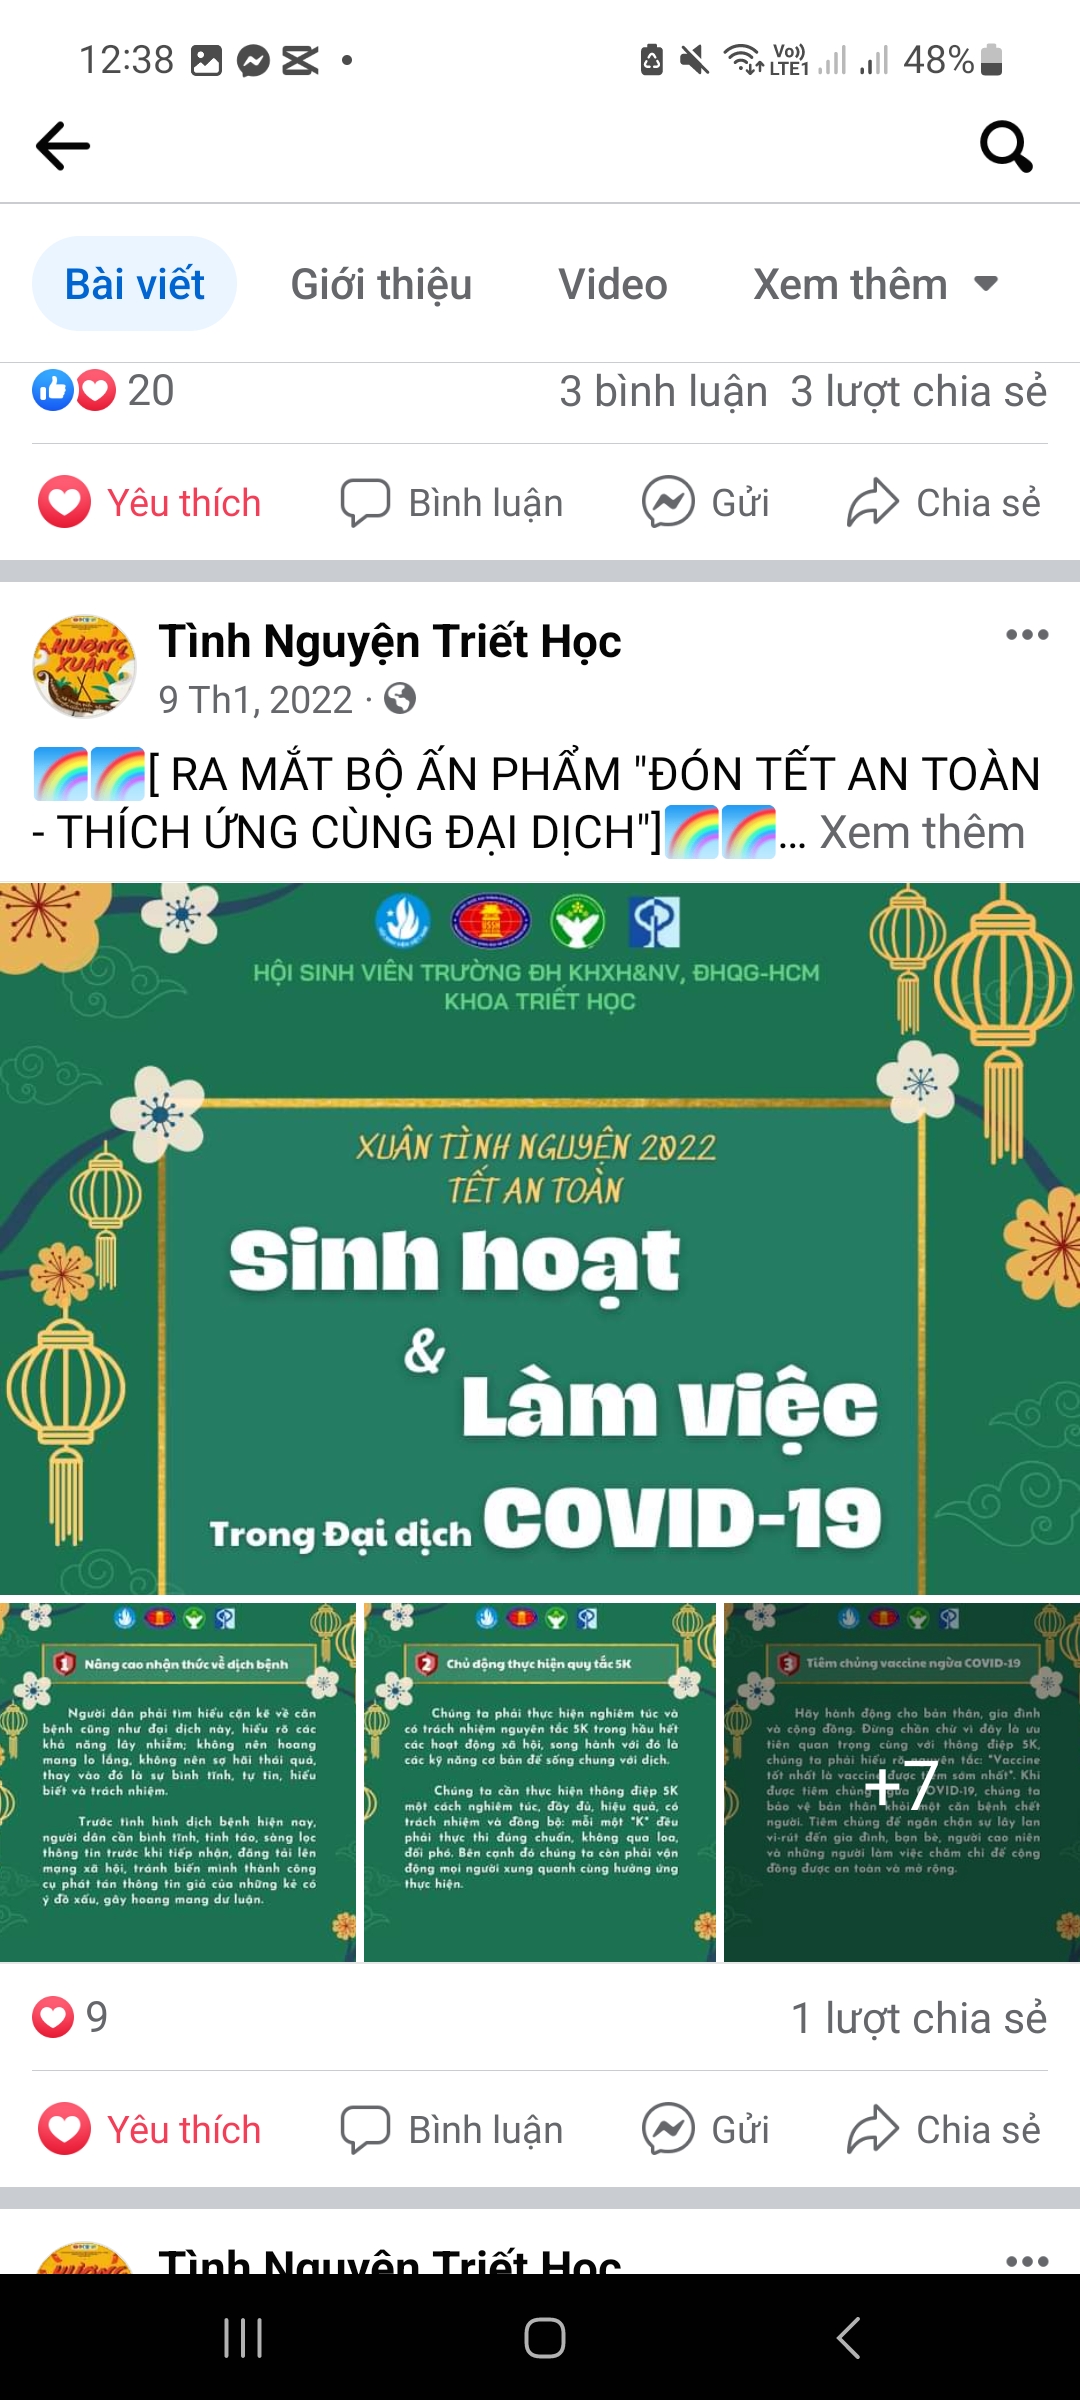 12:38
Vo))
LTE1
48%
Bài viết
Giới thiệu
Video
Xem thêm
20
3 bình luận 3 lượt chia sẻ
Yêu thích
Bình luận
Gửi
Chia sẻ
HƯƠNG
XUÂN
Tình Nguyện Triết Học
9 Th1, 2022 ·
🌈🌈[ RA MẮT BỘ ẤN PHẨM "ĐÓN TẾT AN TOÀN
- THÍCH ỨNG CÙNG ĐẠI DỊCH"]🌈🌈... Xem thêm
HỘI SINH VIÊN TRƯỜNG ĐH KHXH&NV, ĐHQG-HCM
KHOA TRIẾT HỌC
XUÂN TÌNH NGUYỆN 2022
TẾT AN TOÀN
Sinh hoạt
&
Làm việc
Trong Đại dịch COVID-19
1 Nâng cao nhận thức về dịch bệnh
Người dân phải tìm hiểu cặn kẽ về căn
bệnh cũng như đại dịch này, hiểu rõ các
khả năng lây nhiễm; không nên hoang
mang lo lắng, không nên sợ hãi thái quá,
thay vào đó là sự bình tĩnh, tự tin, hiểu
biết và trách nhiệm.
Trước tình hình dịch bệnh hiện nay,
người dân cần bình tĩnh, tỉnh táo, sàng lọc
thông tin trước khi tiếp nhận, đăng tải lên
mạng xã hội, tránh biến mình thành công
cụ phát tán thông tin giả của những kẻ có
ý đồ xấu, gây hoang mang dư luận.
2 Chủ động thực hiện quy tắc 5K
Chúng ta phải thực hiện nghiêm túc và
có trách nhiệm nguyên tắc 5K trong hầu hết
các hoạt động xã hội, song hành với đó là
các kỹ năng cơ bản để sống chung với dịch.
Chúng ta cần thực hiện thông điệp 5K
một cách nghiêm túc, đầy đủ, hiệu quả, có
trách nhiệm và đồng bộ: mỗi một "K" đều
phải thực thi đúng chuẩn, không qua loa,
đối phó. Bên cạnh đó chúng ta còn phải vận
động mọi người xung quanh cùng hưởng ứng
thực hiện.
3 Tiêm chủng vaccine ngừa COVID-19
Hãy hành động cho bản thân, gia đình
và cộng đồng. Đừng chần chừ vì đây là ưu
tiên quan trọng cùng với thông điệp 5K,
chúng ta phải hiểu rõ nguyên tắc: "Vaccine
tốt nhất là vaccine được tiêm sớm nhất". Khi
được tiêm chủng ngừa COVID-19, chúng ta
bảo vệ bản thân khỏi một căn bệnh chết
người. Tiêm chủng để ngăn chặn sự lây lan
vi-rút đến gia đình, bạn bè, người cao niên
và những người làm việc chăm chỉ để cộng
đồng được an toàn và mở rộng.
+7
9
1 lượt chia sẻ
Yêu thích
Bình luận
Gửi
Chia sẻ
Tình Nguyện Triết Học